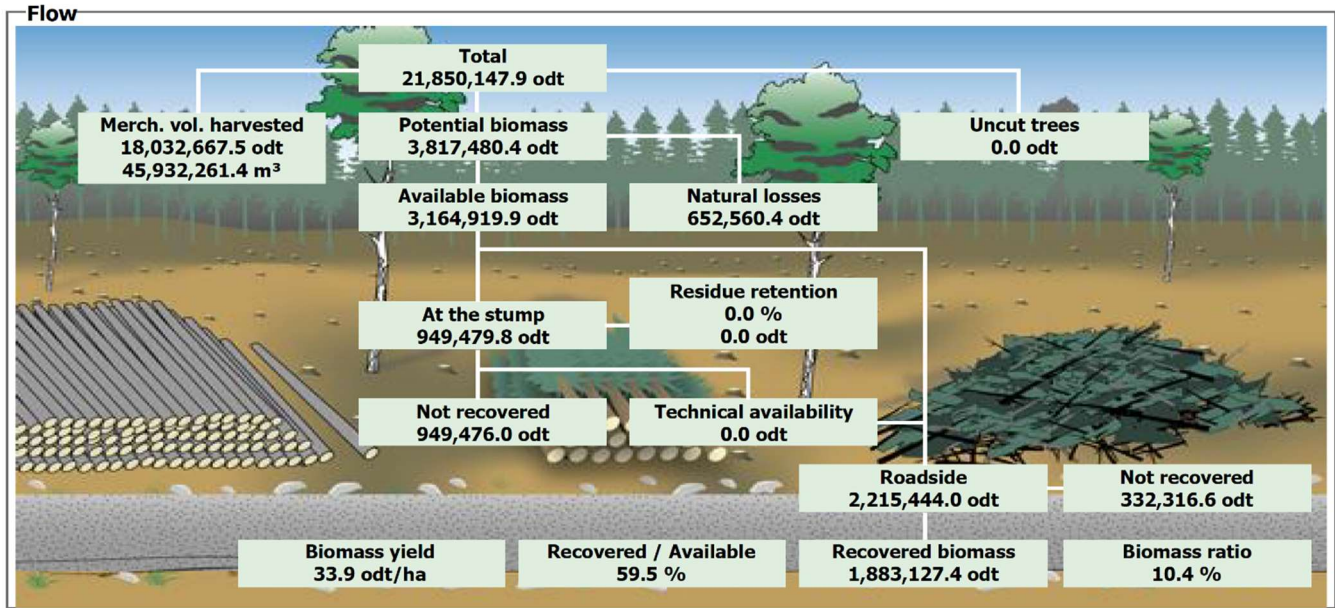 Flow
Total
21,850,147.9 odt
Merch. vol. harvested
18,032,667.5 odt
45,932,261.4 m³
Potential biomass
3,817,480.4 odt
Uncut trees
0.0 odt
Available biomass
3,164,919.9 odt
Natural losses
652,560.4 odt
At the stump
949,479.8 odt
Residue retention
0.0 %
0.0 odt
Not recovered
949,476.0 odt
Technical availability
0.0 odt
Roadside
2,215,444.0 odt
Not recovered
332,316.6 odt
Biomass yield
33.9 odt/ha
Recovered / Available
59.5 %
Recovered biomass
1,883,127.4 odt
Biomass ratio
10.4 %